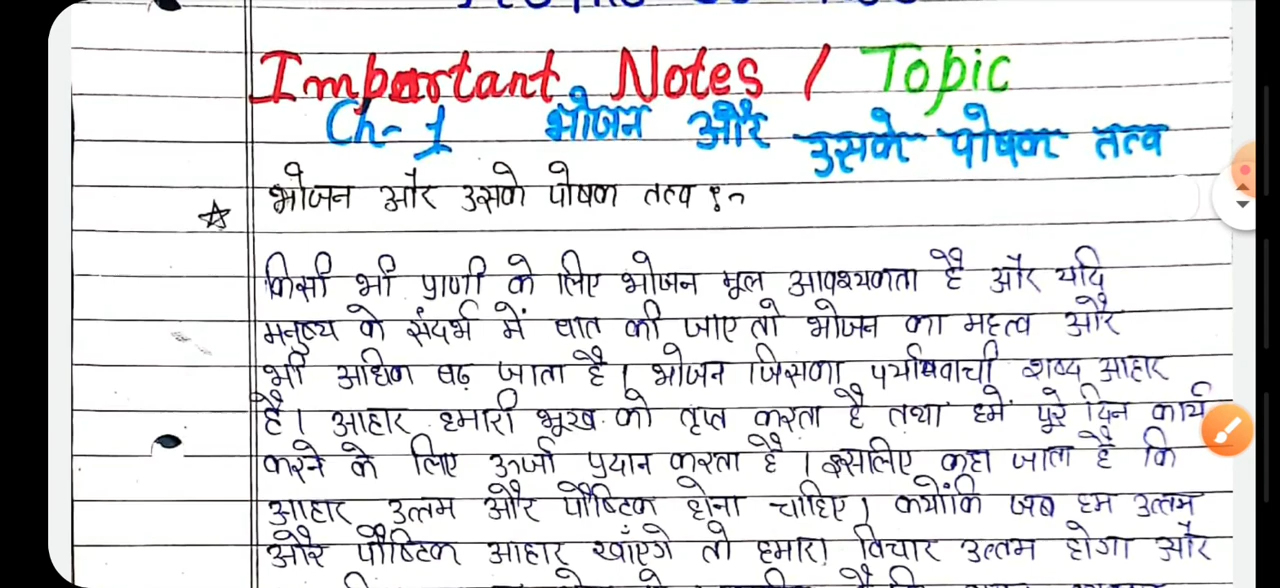 Important Notes / Topic
Ch-1 भोजन और उसके पोषक तत्व
भोजन और उसके पोषक तत्व :-
किसी भी प्राणी के लिए भोजन मूल आवश्यकता है और यदि
मनुष्य के संदर्भ में बात की जाए तो भोजन का महत्व और
भी अधिक बढ़ जाता है। भोजन जिसका पर्यायवाची शब्द आहार
है। आहार हमारी भूख को तृप्त करता है तथा हमें पूरे दिन कार्य
करने के लिए ऊर्जा प्रदान करता है। इसलिए कहा जाता है कि
आहार उत्तम और पौष्टिक होना चाहिए। क्योंकि जब हम उत्तम
और पौष्टिक आहार खाँएगे तो हमारा विचार उत्तम होगा और